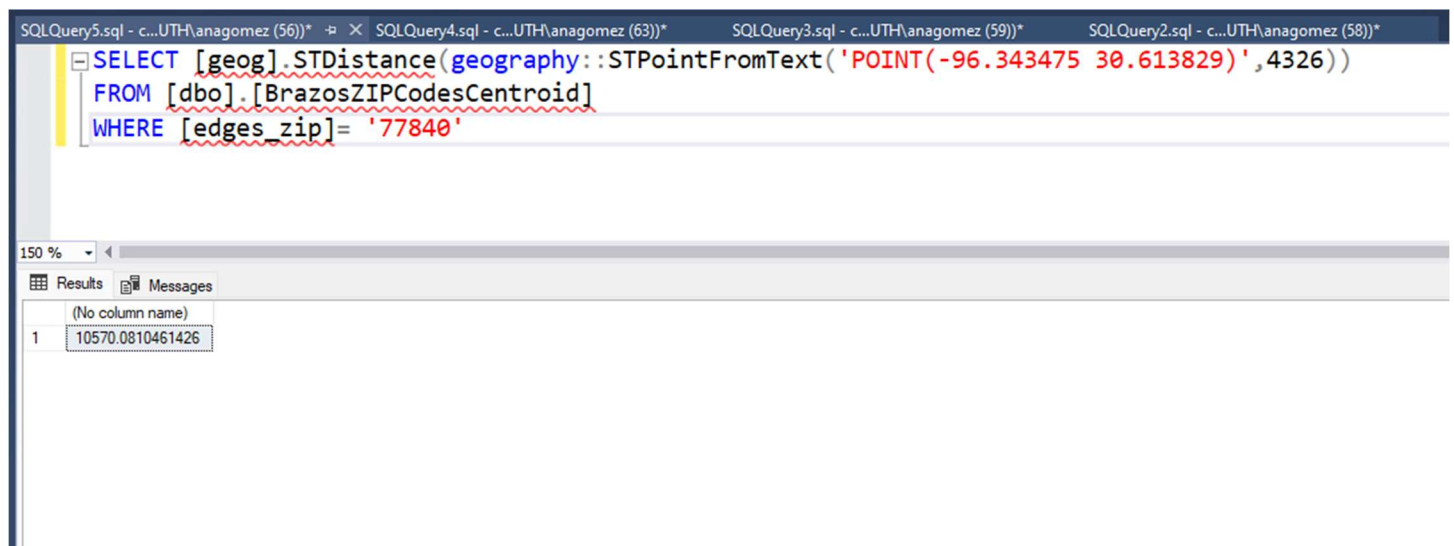 SQLQuery5.sql - c...UTH\anagomez (56))* SQLQuery4.sql - c...UTH\anagomez (63))* SQLQuery3.sql - c...UTH\anagomez (59))* SQLQuery2.sql - c...UTH\anagomez (58))*
SELECT [geog].STDistance(geography::STPointFromText('POINT(-96.343475 30.613829)',4326))
FROM [dbo].[BrazosZIPCodesCentroid]
WHERE [edges_zip]= '77840'
150 %
Results Messages
(No column name)
1 10570.0810461426